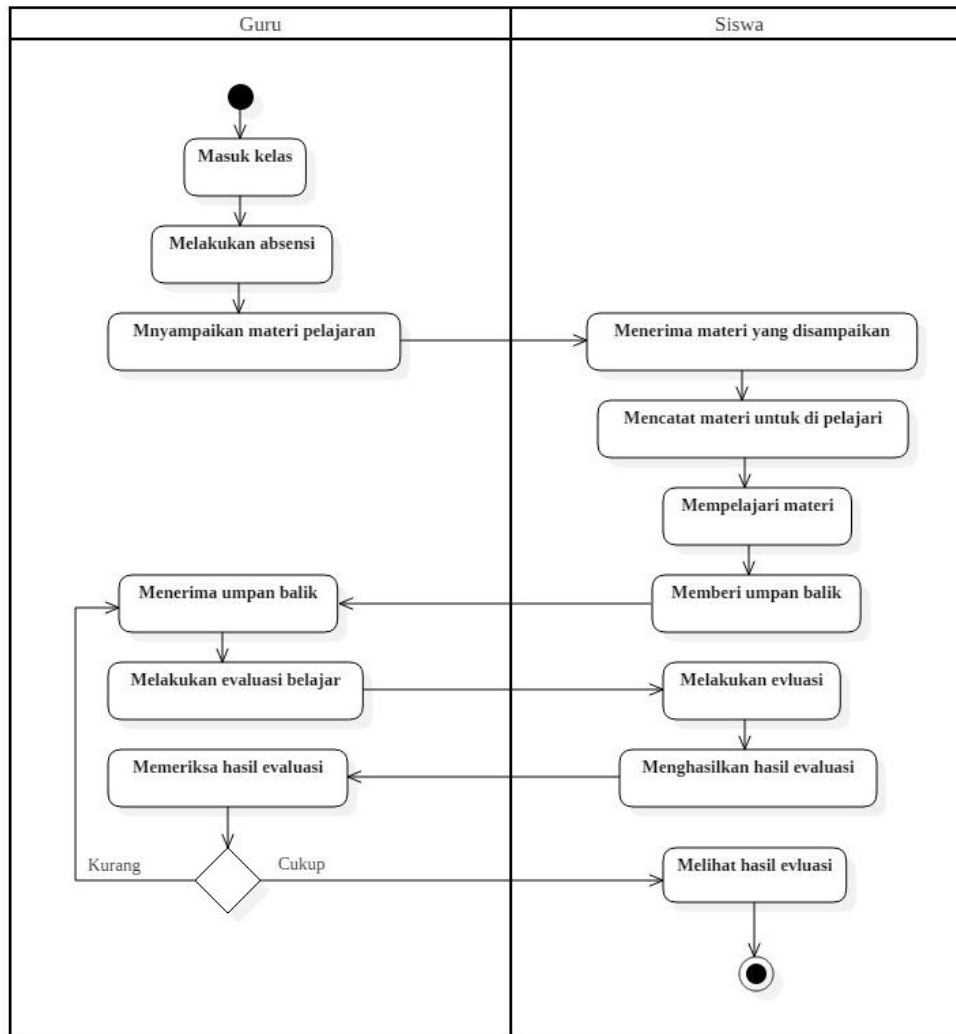 Guru
Siswa
Masuk kelas
Melakukan absensi
Mnyampaikan materi pelajaran
Menerima materi yang disampaikan
Mencatat materi untuk di pelajari
Mempelajari materi
Menerima umpan balik
Memberi umpan balik
Melakukan evaluasi belajar
Melakukan evluasi
Memeriksa hasil evaluasi
Menghasilkan hasil evaluasi
Kurang
Cukup
Melihat hasil evluasi